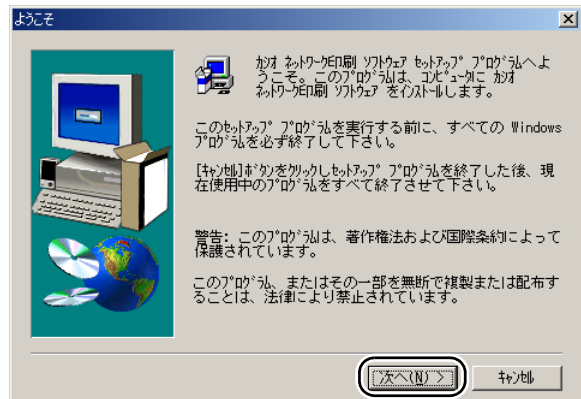 ようこそ
ｶｼｵ ﾈｯﾄﾜｰｸ印刷 ｿﾌﾄｳｪｱ ｾｯﾄｱｯﾌﾟ ﾌﾟﾛｸﾞﾗﾑへよ
うこそ。このﾌﾟﾛｸﾞﾗﾑは、ｺﾝﾋﾟｭｰﾀに ｶｼｵ
ﾈｯﾄﾜｰｸ印刷 ｿﾌﾄｳｪｱ をｲﾝｽﾄｰﾙします。
このｾｯﾄｱｯﾌﾟ ﾌﾟﾛｸﾞﾗﾑを実行する前に、すべての Windows
ﾌﾟﾛｸﾞﾗﾑを必ず終了して下さい。
[ｷｬﾝｾﾙ]ﾎﾞﾀﾝをｸﾘｯｸしｾｯﾄｱｯﾌﾟ ﾌﾟﾛｸﾞﾗﾑを終了した後、現
在使用中のﾌﾟﾛｸﾞﾗﾑをすべて終了させて下さい。
警告: このﾌﾟﾛｸﾞﾗﾑは、著作権法および国際条約によって
保護されています。
このﾌﾟﾛｸﾞﾗﾑ、またはその一部を無断で複製または配布す
ることは、法律により禁止されています。
次へ(N) >
ｷｬﾝｾﾙ